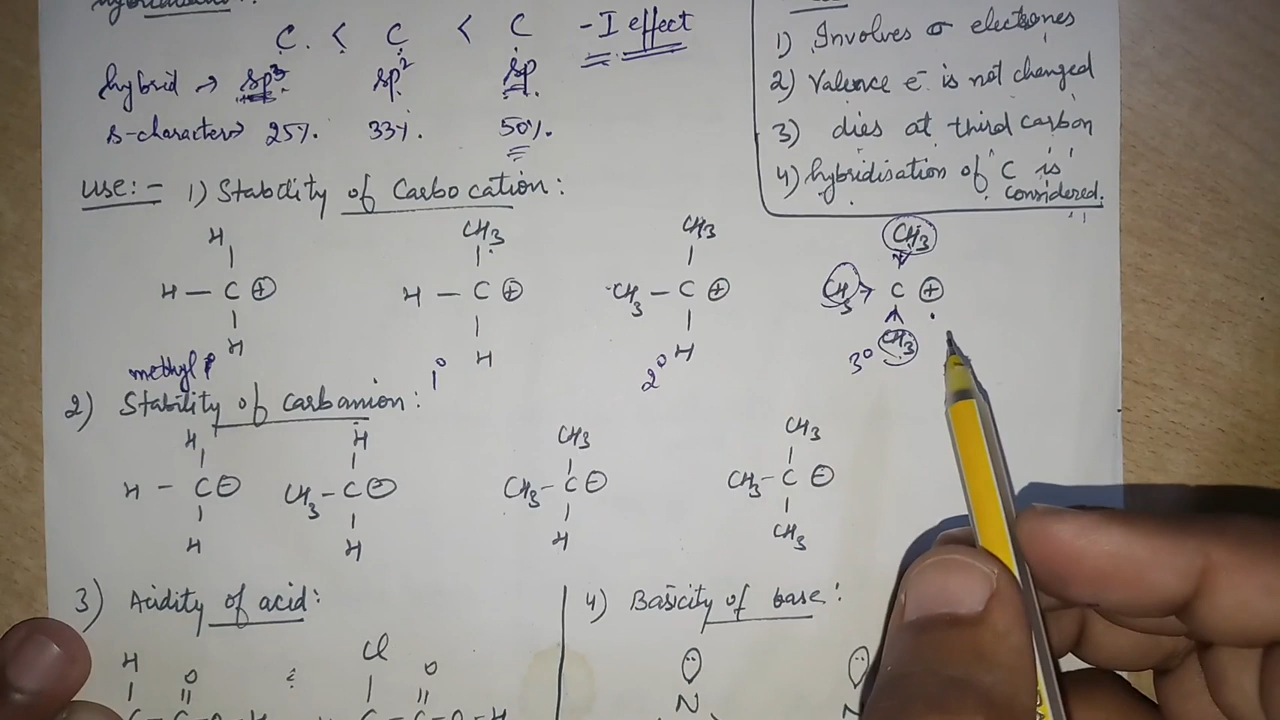 C < C < C - I effect
hybrid → sp³ sp² sp
s-character → 25%. 33%. 50%.
1) Involves σ electrones
2) Valence e⁻ is not changed
3) dies at third carbon
4) hybridisation of "C" is
considered.
use:- 1) Stability of Carbocation:
H CH₃ CH₃ CH₃
H - C ⊕ H - C ⊕ CH₃ - C ⊕ CH₃ → C ⊕
H H H CH₃
methyl 1° 2° 3°
2) Stability of carbanion:
H H CH₃ CH₃
H - C ⊖ CH₃ - C ⊖ CH₃ - C ⊖ CH₃ - C ⊖
H H H CH₃
3) Acidity of acid:
4) Basicity of base:
H O Cl O
C - C - O - H C - C - O - H
N N